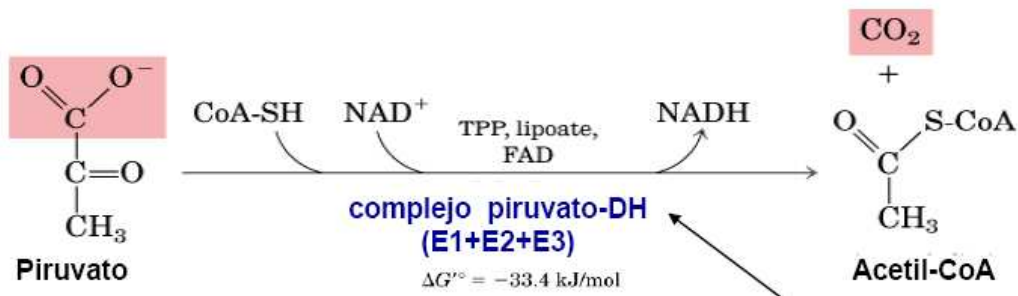 CO₂
+
O O⁻
C
C=O
CH₃
Piruvato
CoA-SH NAD⁺ NADH
TPP, lipoate,
FAD
complejo piruvato-DH
(E1+E2+E3)
ΔG′° = −33.4 kJ/mol
O S-CoA
C
CH₃
Acetil-CoA